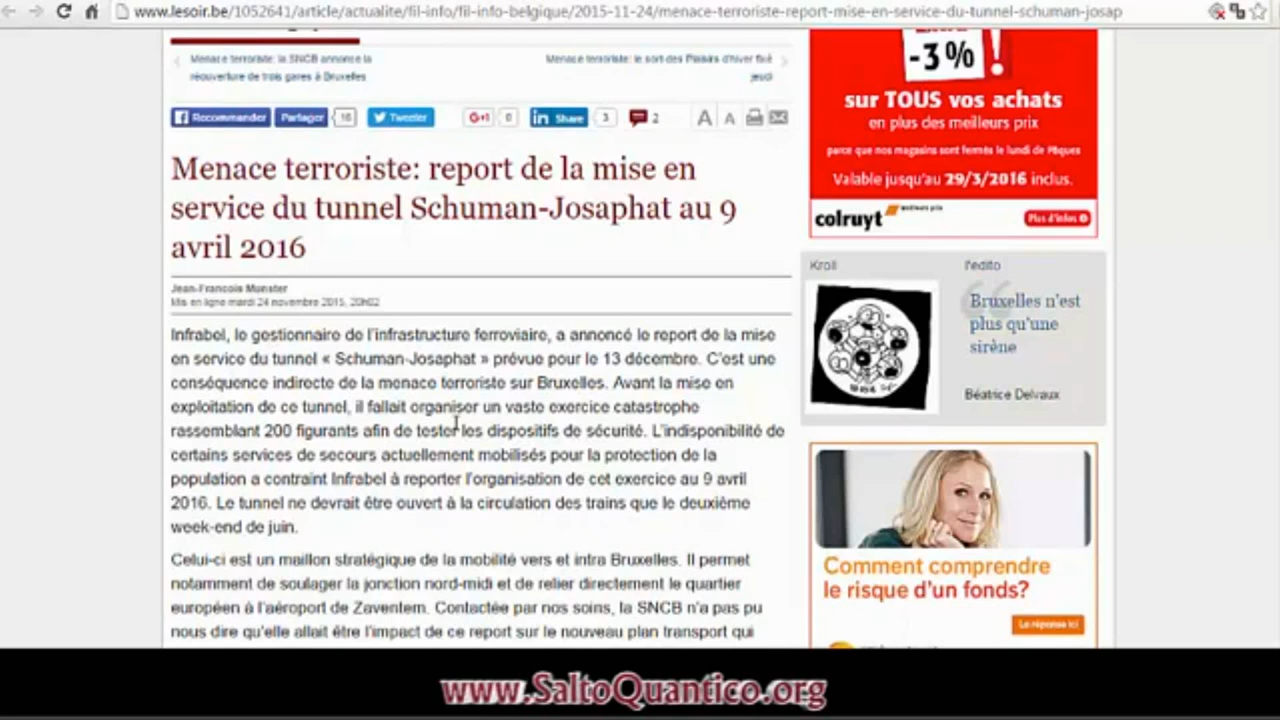 www.lesoir.be/1052641/article/actualite/fil-info/fil-info-belgique/2015-11-24/menace-terroriste-report-mise-en-service-du-tunnel-schuman-josap
Menace terroriste: la SNCB annonce la
réouverture de trois gares à Bruxelles
Menace terroriste: le sort des Plaisirs d'hiver fixé
jeudi
Recommander
Partager
16
Tweeter
G+1
0
in Share
3
2
A A
Menace terroriste: report de la mise en
service du tunnel Schuman-Josaphat au 9
avril 2016
Jean-François Munster
Mis en ligne mardi 24 novembre 2015, 20h02
Infrabel, le gestionnaire de l'infrastructure ferroviaire, a annoncé le report de la mise
en service du tunnel « Schuman-Josaphat » prévue pour le 13 décembre. C'est une
conséquence indirecte de la menace terroriste sur Bruxelles. Avant la mise en
exploitation de ce tunnel, il fallait organiser un vaste exercice catastrophe
rassemblant 200 figurants afin de tester les dispositifs de sécurité. L'indisponibilité de
certains services de secours actuellement mobilisés pour la protection de la
population a contraint Infrabel à reporter l'organisation de cet exercice au 9 avril
2016. Le tunnel ne devrait être ouvert à la circulation des trains que le deuxième
week-end de juin.
Celui-ci est un maillon stratégique de la mobilité vers et intra Bruxelles. Il permet
notamment de soulager la jonction nord-midi et de relier directement le quartier
européen à l'aéroport de Zaventem. Contactée par nos soins, la SNCB n'a pas pu
nous dire qu'elle allait être l'impact de ce report sur le nouveau plan transport qui
-3% !
sur TOUS vos achats
en plus des meilleurs prix
parce que nos magasins sont fermés le lundi de Pâques
Valable jusqu'au 29/3/2016 inclus.
colruyt meilleurs prix
Plus d'infos
Kroll
l'edito
Bruxelles n'est
plus qu'une
sirène
Béatrice Delvaux
Comment comprendre
le risque d'un fonds?
La réponse ici
www.SaltoQuantico.org